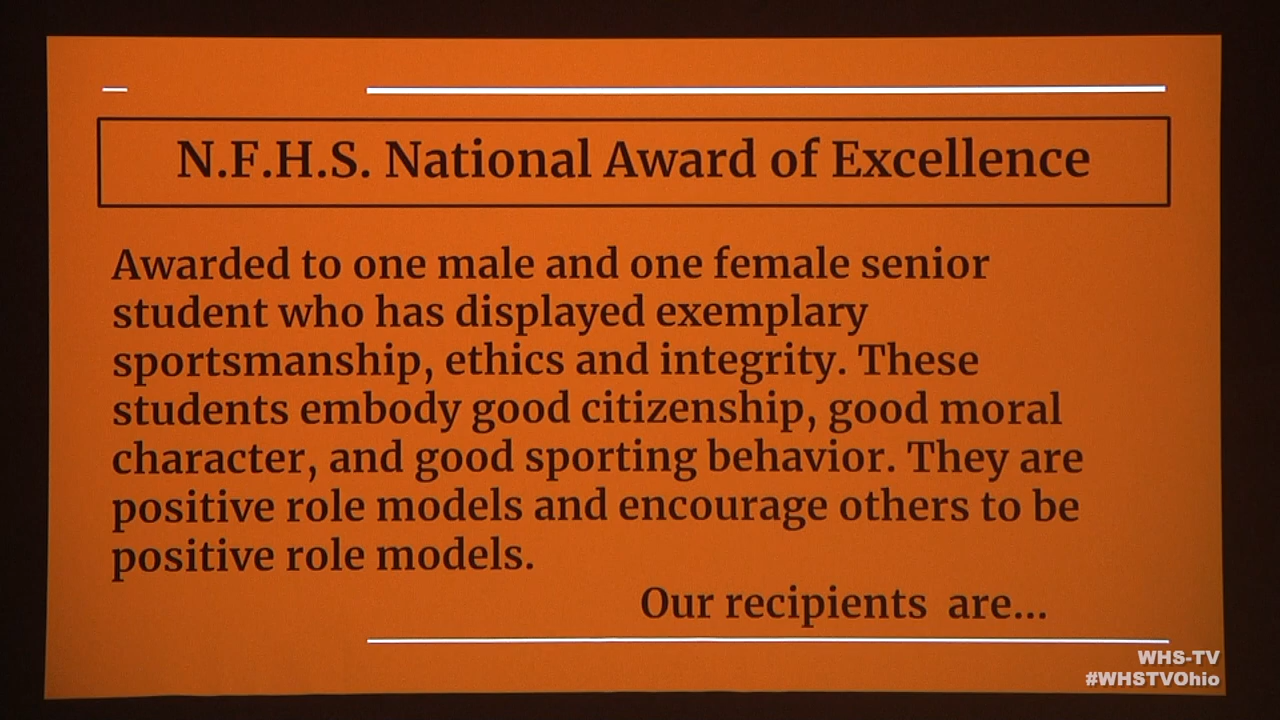 N.F.H.S. National Award of Excellence
Awarded to one male and one female senior
student who has displayed exemplary
sportsmanship, ethics and integrity. These
students embody good citizenship, good moral
character, and good sporting behavior. They are
positive role models and encourage others to be
positive role models.
Our recipients are...
WHS-TV
#WHSTVOhio